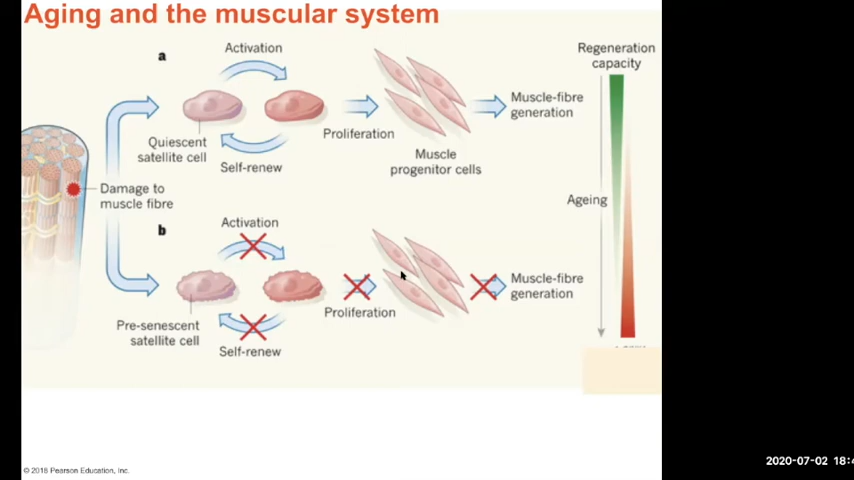 Aging and the muscular system
a
Activation
Regeneration
capacity
Quiescent
satellite cell
Self-renew
Proliferation
Muscle
progenitor cells
Muscle-fibre
generation
Damage to
muscle fibre
Ageing
b
Activation
Pre-senescent
satellite cell
Self-renew
Proliferation
Muscle-fibre
generation
© 2018 Pearson Education, Inc.
2020-07-02 18:4